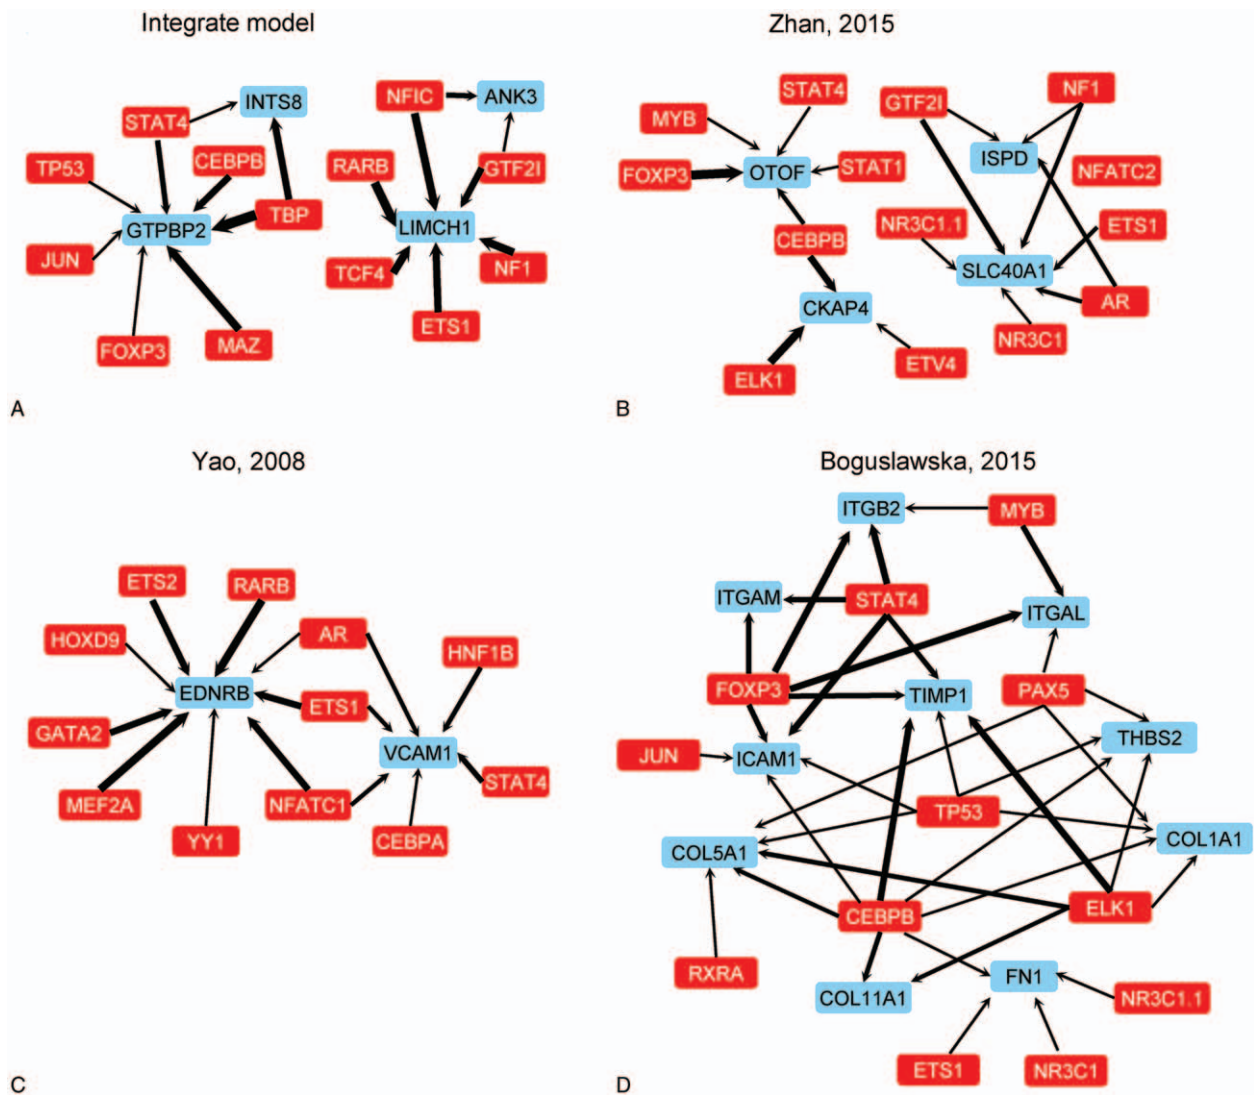 Integrate model
INTS8
STAT4
TP53
CEBPB
TBP
GTPBP2
JUN
FOXP3
MAZ
NFIC
ANK3
RARB
GTF2I
LIMCH1
TCF4
NF1
ETS1
A
Zhan, 2015
STAT4
MYB
FOXP3
OTOF
STAT1
CEBPB
CKAP4
ELK1
ETV4
GTF2I
NF1
ISPD
NFATC2
NR3C1.1
ETS1
SLC40A1
AR
NR3C1
B
Yao, 2008
ETS2
RARB
HOXD9
AR
HNF1B
EDNRB
ETS1
GATA2
VCAM1
MEF2A
NFATC1
STAT4
YY1
CEBPA
C
Boguslawska, 2015
ITGB2
MYB
ITGAM
STAT4
ITGAL
FOXP3
TIMP1
PAX5
THBS2
JUN
ICAM1
TP53
COL5A1
COL1A1
CEBPB
ELK1
RXRA
COL11A1
FN1
NR3C1.1
ETS1
NR3C1
D